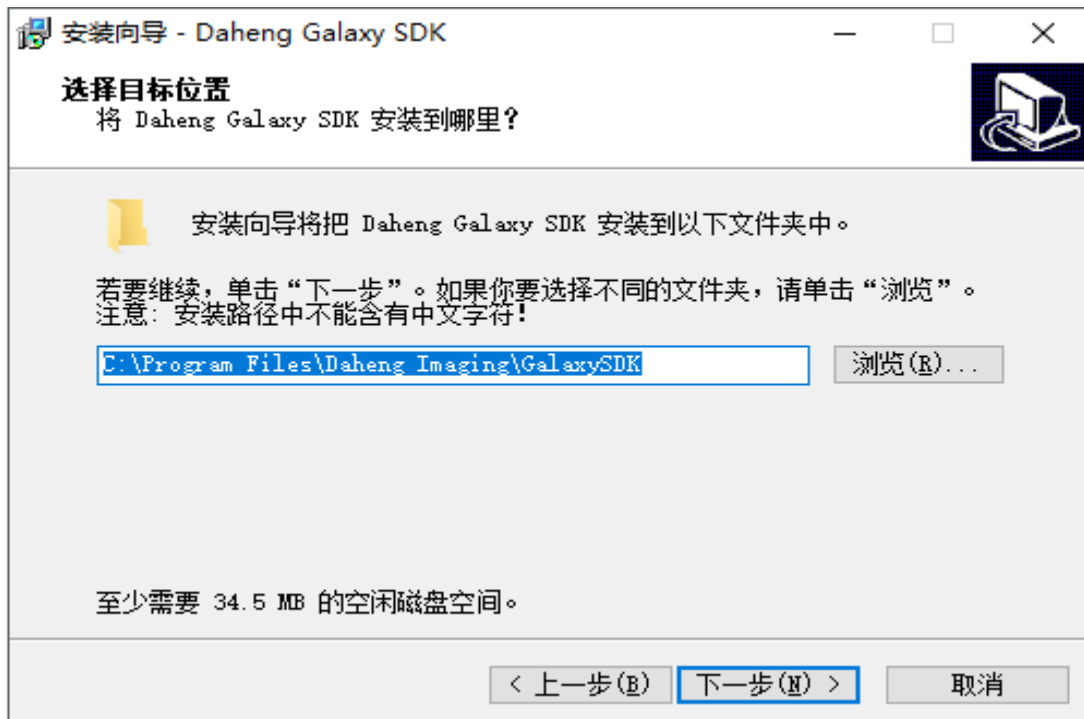 安装向导 - Daheng Galaxy SDK
选择目标位置
将 Daheng Galaxy SDK 安装到哪里?
安装向导将把 Daheng Galaxy SDK 安装到以下文件夹中。
若要继续，单击“下一步”。如果你要选择不同的文件夹，请单击“浏览”。
注意: 安装路径中不能含有中文字符!
C:\Program Files\Daheng Imaging\GalaxySDK
浏览(R)...
至少需要 34.5 MB 的空闲磁盘空间。
< 上一步(B)
下一步(N) >
取消